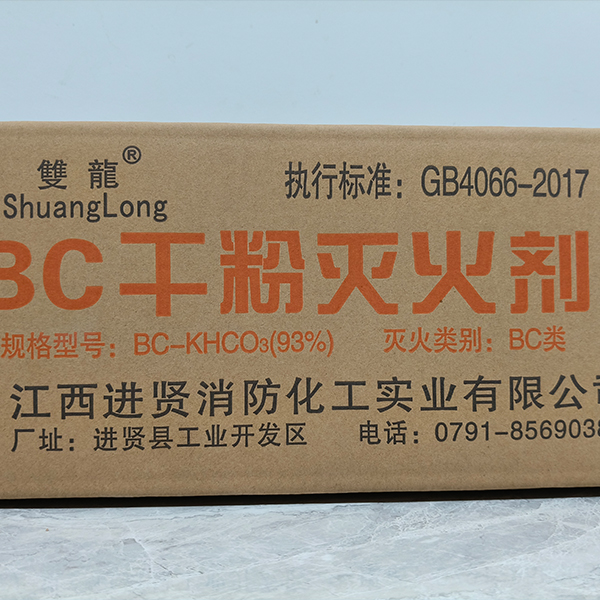 雙龍®
ShuangLong
执行标准：GB4066-2017
BC干粉灭火剂
规格型号：BC-KHCO₃(93%) 灭火类别：BC类
江西进贤消防化工实业有限公司
厂址：进贤县工业开发区 电话：0791-8569038